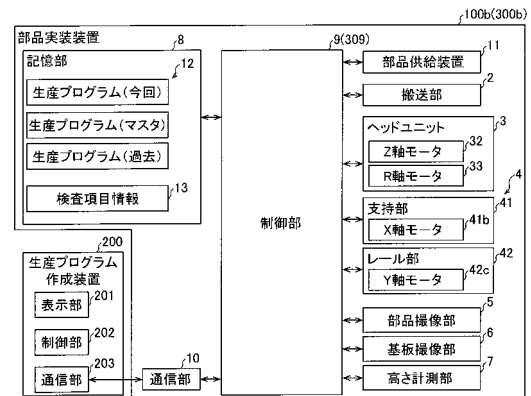 100b(300b)
部品実装装置
8
記憶部
12
生産プログラム(今回)
生産プログラム(マスタ)
生産プログラム(過去)
13
検査項目情報
200
生産プログラム
作成装置
201
表示部
202
制御部
203
通信部
10
通信部
9(309)
制御部
11
部品供給装置
2
搬送部
3
ヘッドユニット
32
Z軸モータ
33
R軸モータ
4
41
支持部
41b
X軸モータ
42
レール部
42c
Y軸モータ
5
部品撮像部
6
基板撮像部
7
高さ計測部